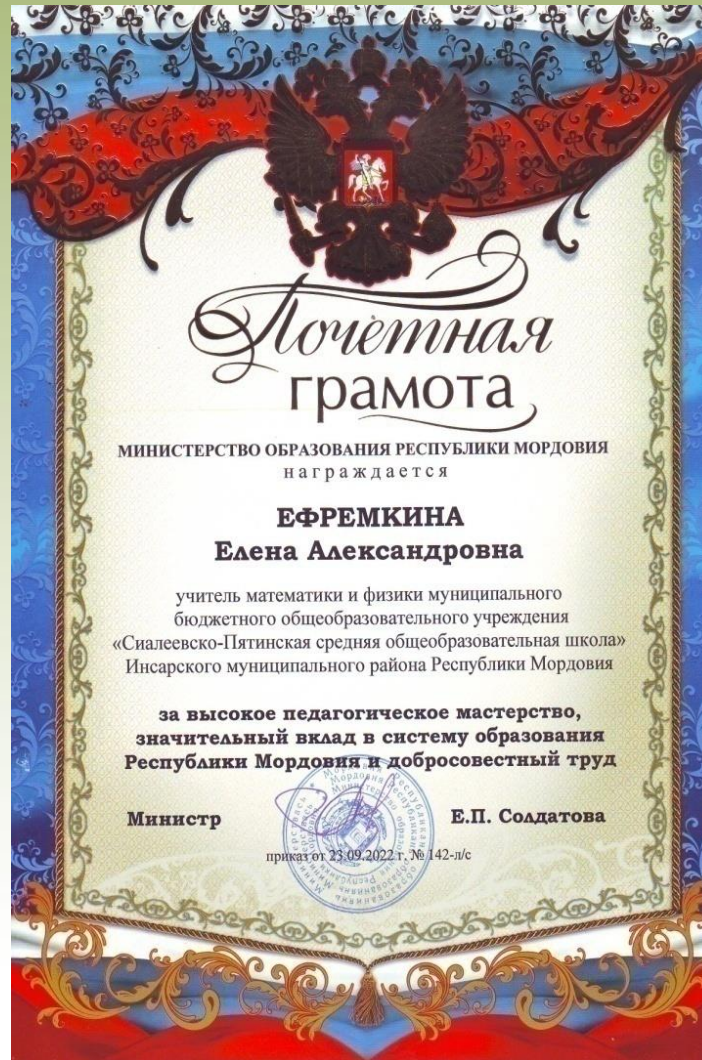 Почётная
грамота
МИНИСТЕРСТВО ОБРАЗОВАНИЯ РЕСПУБЛИКИ МОРДОВИЯ
награждается
ЕФРЕМКИНА
Елена Александровна
учитель математики и физики муниципального
бюджетного общеобразовательного учреждения
«Сиалеевско-Пятинская средняя общеобразовательная школа»
Инсарского муниципального района Республики Мордовия
за высокое педагогическое мастерство,
значительный вклад в систему образования
Республики Мордовия и добросовестный труд
Министр Е.П. Солдатова
приказ от 23.09.2022 г. № 142-л/с